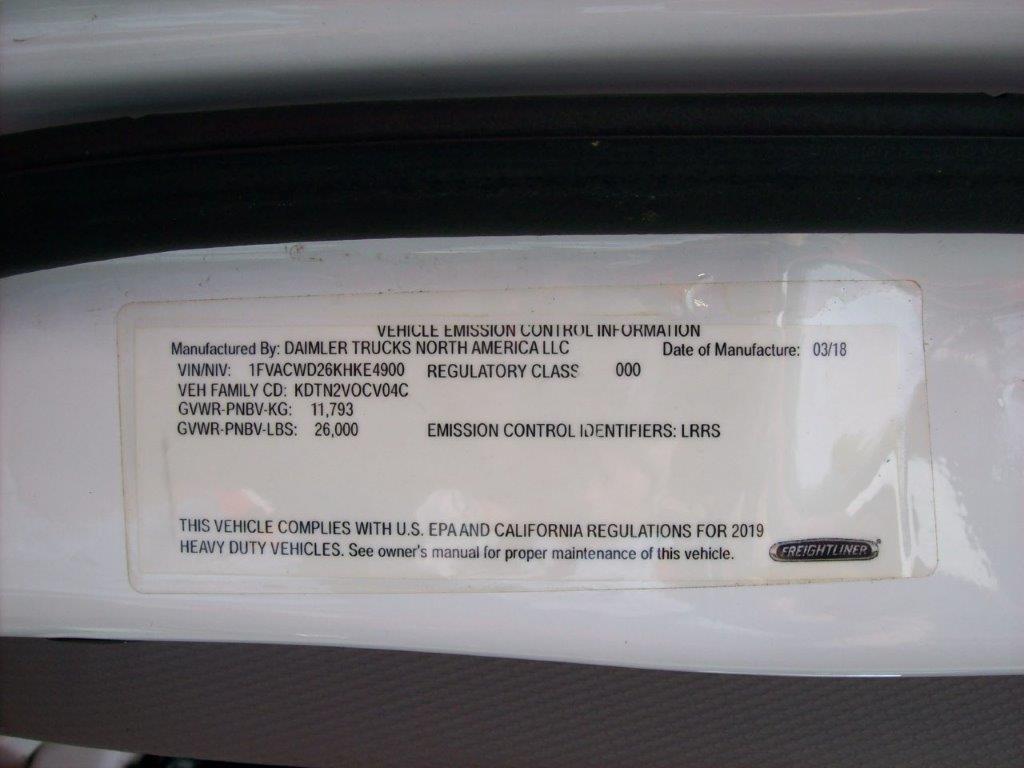 VEHICLE EMISSION CONTROL INFORMATION
Manufactured By: DAIMLER TRUCKS NORTH AMERICA LLC Date of Manufacture: 03/18
VIN/NIV: 1FVACWD26KHKE4900 REGULATORY CLASS 000
VEH FAMILY CD: KDTN2VOCV04C
GVWR-PNBV-KG: 11,793
GVWR-PNBV-LBS: 26,000 EMISSION CONTROL IDENTIFIERS: LRRS
THIS VEHICLE COMPLIES WITH U.S. EPA AND CALIFORNIA REGULATIONS FOR 2019
HEAVY DUTY VEHICLES. See owner's manual for proper maintenance of this vehicle.
FREIGHTLINER